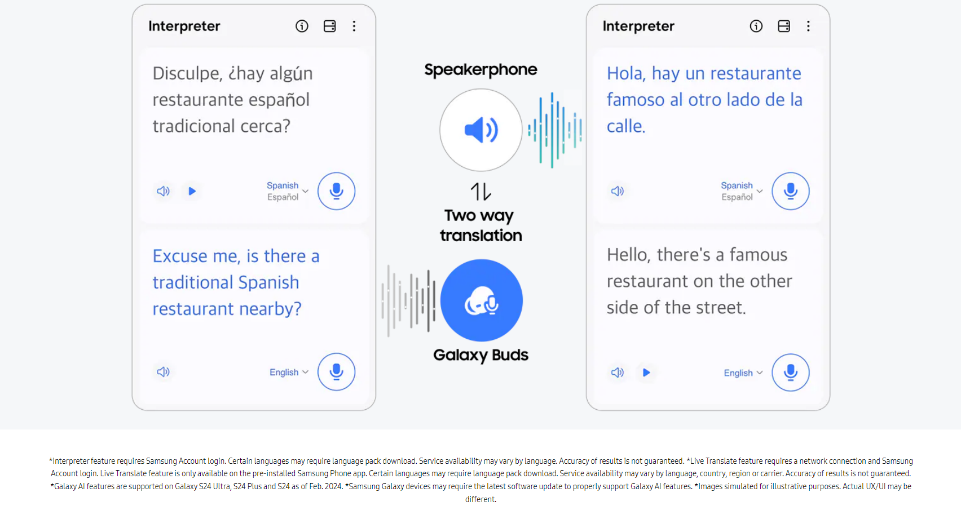 Interpreter
Disculpe, ¿hay algún
restaurante español
tradicional cerca?
Spanish
Español
Excuse me, is there a
traditional Spanish
restaurant nearby?
English
Speakerphone
Two way
translation
Galaxy Buds
Interpreter
Hola, hay un restaurante
famoso al otro lado de la
calle.
Spanish
Español
Hello, there's a famous
restaurant on the other
side of the street.
English
*Interpreter feature requires Samsung Account login. Certain languages may require language pack download. Service availability may vary by language. Accuracy of results is not guaranteed. *Live Translate feature requires a network connection and Samsung
Account login. Live Translate feature is only available on the pre-installed Samsung Phone app. Certain languages may require language pack download. Service availability may vary by language, country, region or carrier. Accuracy of results is not guaranteed.
*Galaxy AI features are supported on Galaxy S24 Ultra, S24 Plus and S24 as of Feb. 2024. *Samsung Galaxy devices may require the latest software update to properly support Galaxy AI features. *Images simulated for illustrative purposes. Actual UX/UI may be
different.